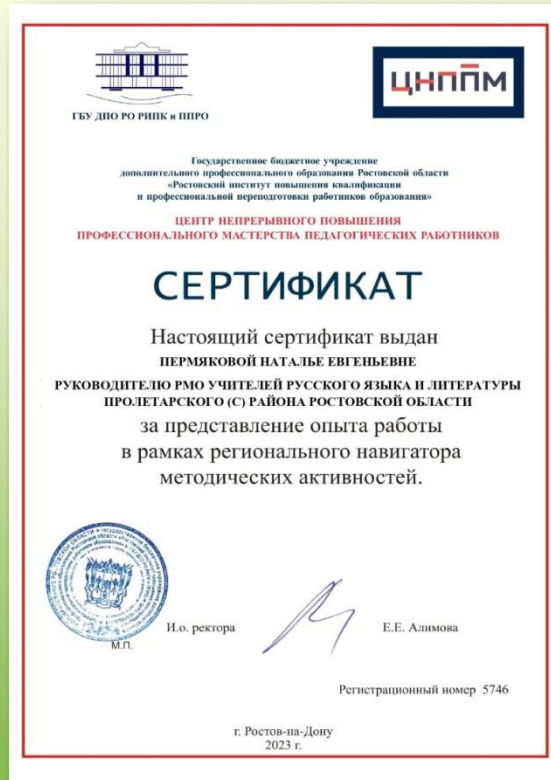 ГБУ ДПО РО РИПК и ППРО
ЦНППМ
Государственное бюджетное учреждение
дополнительного профессионального образования Ростовской области
«Ростовский институт повышения квалификации
и профессиональной переподготовки работников образования»
ЦЕНТР НЕПРЕРЫВНОГО ПОВЫШЕНИЯ
ПРОФЕССИОНАЛЬНОГО МАСТЕРСТВА ПЕДАГОГИЧЕСКИХ РАБОТНИКОВ
СЕРТИФИКАТ
Настоящий сертификат выдан
ПЕРМЯКОВОЙ НАТАЛЬЕ ЕВГЕНЬЕВНЕ
РУКОВОДИТЕЛЮ РМО УЧИТЕЛЕЙ РУССКОГО ЯЗЫКА И ЛИТЕРАТУРЫ
ПРОЛЕТАРСКОГО (С) РАЙОНА РОСТОВСКОЙ ОБЛАСТИ
за представление опыта работы
в рамках регионального навигатора
методических активностей.
И.о. ректора
Е.Е. Алимова
М.П.
Регистрационный номер 5746
г. Ростов-на-Дону
2023 г.